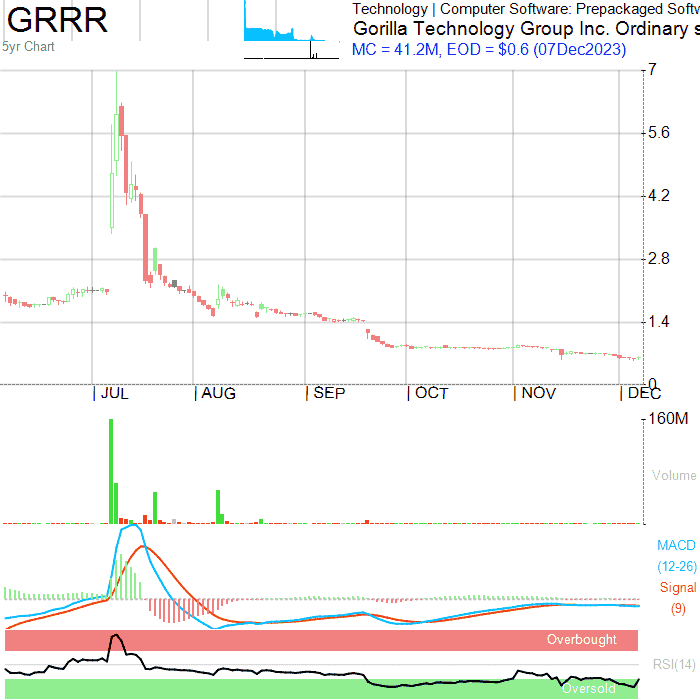 GRRR
5yr Chart
Technology | Computer Software: Prepackaged Softw
Gorilla Technology Group Inc. Ordinary s
MC = 41.2M, EOD = $0.6 (07Dec2023)
7
5.6
4.2
2.8
1.4
0
| JUL | AUG | SEP | OCT | NOV | DEC
160M
Volume
MACD
(12-26)
Signal
(9)
Overbought
RSI(14)
Oversold